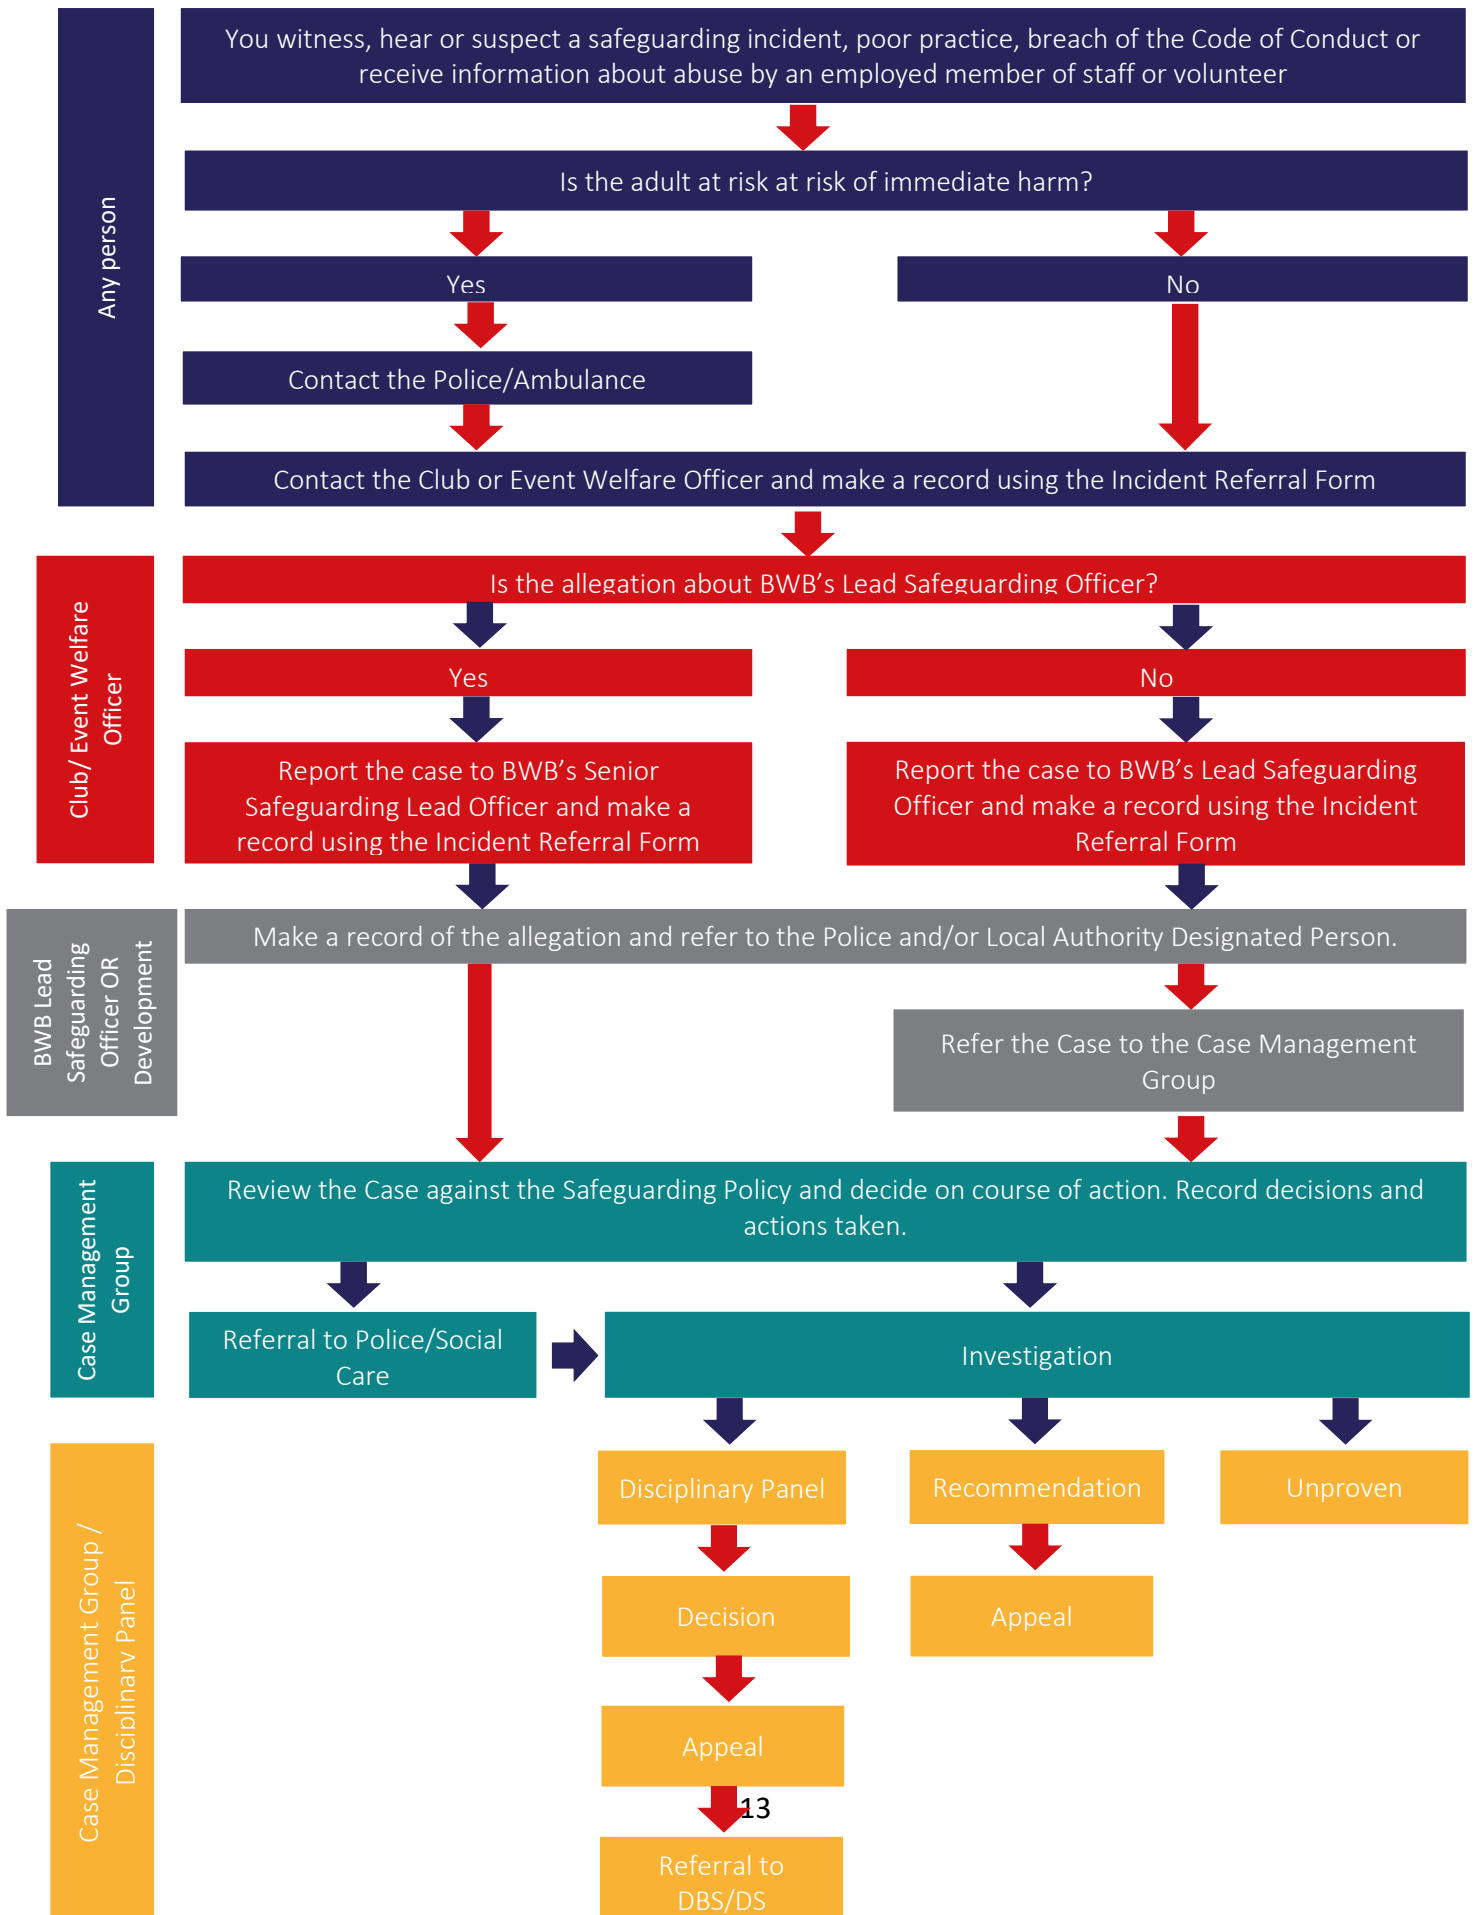 You witness, hear or suspect a safeguarding incident, poor practice, breach of the Code of Conduct or
receive information about abuse by an employed member of staff or volunteer
Is the adult at risk at risk of immediate harm?
Any person
Yes
No
Contact the Police/Ambulance
Contact the Club or Event Welfare Officer and make a record using the Incident Referral Form
Is the allegation about BWB’s Lead Safeguarding Officer?
Club/ Event Welfare
Officer
Yes
No
Report the case to BWB’s Senior
Safeguarding Lead Officer and make a
record using the Incident Referral Form
Report the case to BWB’s Lead Safeguarding
Officer and make a record using the Incident
Referral Form
BWB Lead
Safeguarding
Officer OR
Development
Make a record of the allegation and refer to the Police and/or Local Authority Designated Person.
Refer the Case to the Case Management
Group
Case Management
Group
Review the Case against the Safeguarding Policy and decide on course of action. Record decisions and
actions taken.
Referral to Police/Social
Care
Investigation
Case Management Group /
Disciplinary Panel
Disciplinary Panel
Recommendation
Unproven
Decision
Appeal
Appeal
13
Referral to
DBS/DS